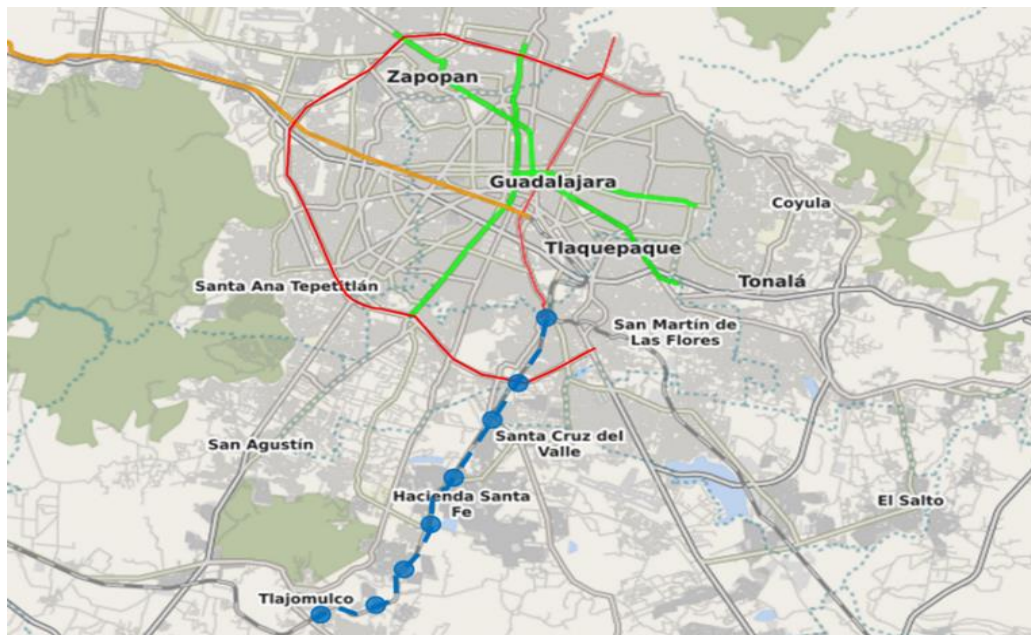 Zapopan
Guadalajara
Coyula
Tlaquepaque
Tonalá
Santa Ana Tepetitlán
San Martín de
Las Flores
San Agustín
Santa Cruz del
Valle
Hacienda Santa
Fe
El Salto
Tlajomulco